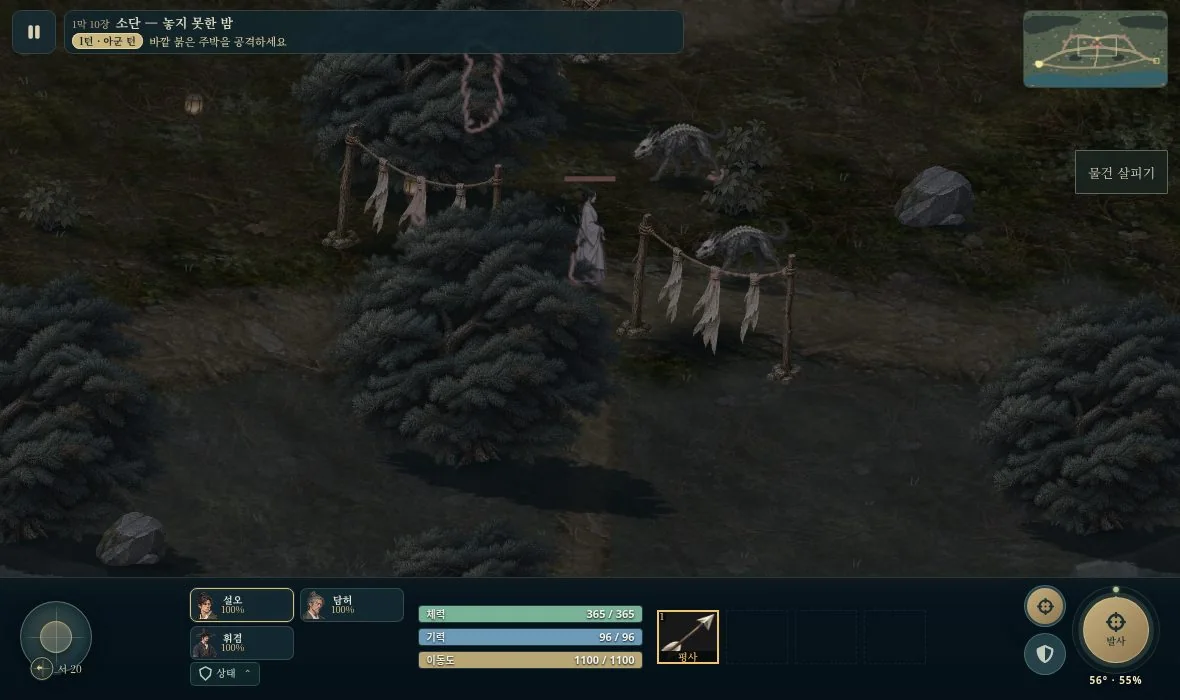 1막 10장 소단 — 놓지 못한 밤
1턴 · 아군 턴 바깥 붉은 주박을 공격하세요
물건 살피기
설오
100%
담허
100%
휘겸
100%
상태
서 20
체력 365 / 365
기력 96 / 96
이동도 1100 / 1100
1
평사
발사
56° · 55%